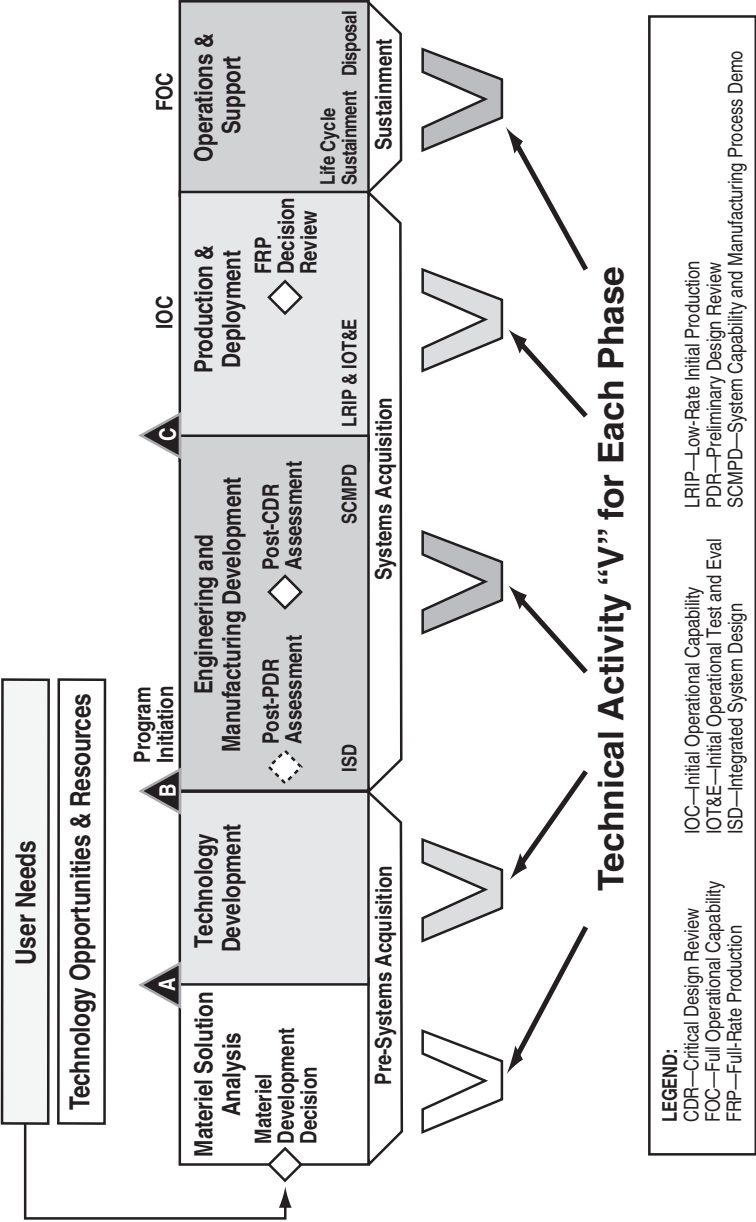 User Needs
Technology Opportunities & Resources
Program
Initiation
IOC
FOC
A
B
C
Materiel Solution
Analysis
Materiel
Development
Decision
Technology
Development
Engineering and
Manufacturing Development
Post-PDR
Assessment
Post-CDR
Assessment
ISD
SCMPD
Production &
Deployment
FRP
Decision
Review
LRIP & IOT&E
Operations &
Support
Life Cycle
Sustainment
Disposal
Pre-Systems Acquisition
Systems Acquisition
Sustainment
Technical Activity “V” for Each Phase
LEGEND:
CDR—Critical Design Review
FOC—Full Operational Capability
FRP—Full-Rate Production
IOC—Initial Operational Capability
IOT&E—Initial Operational Test and Eval
ISD—Integrated System Design
LRIP—Low-Rate Initial Production
PDR—Preliminary Design Review
SCMPD—System Capability and Manufacturing Process Demo